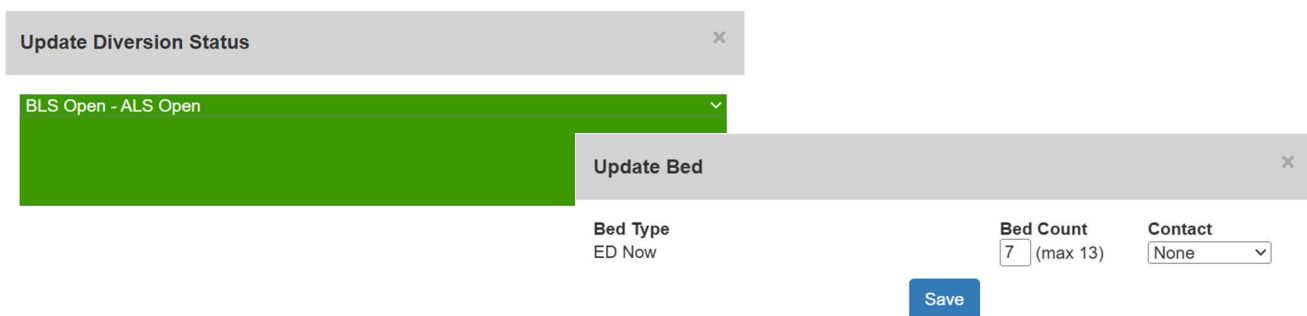 Update Diversion Status ×
BLS Open - ALS Open
Update Bed ×
Bed Type Bed Count Contact
ED Now 7 (max 13) None
Save